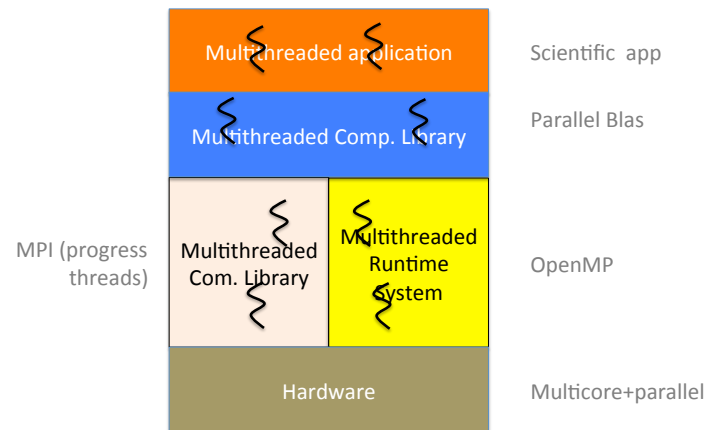 Multithreaded application
Scientific app
Parallel Blas
Multithreaded Comp. Library
MPI (progress
threads)
Multithreaded
Com. Library
Multithreaded
Runtime
System
OpenMP
Hardware
Multicore+parallel